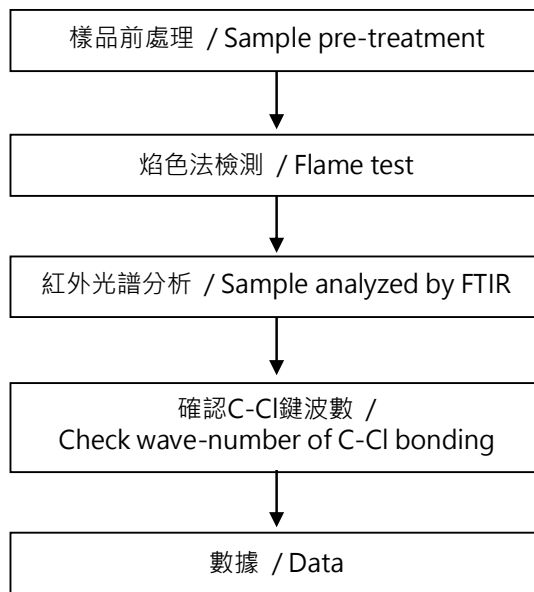 樣品前處理 / Sample pre-treatment
焰色法檢測 / Flame test
紅外光譜分析 / Sample analyzed by FTIR
確認C-Cl鍵波數 /
Check wave-number of C-Cl bonding
數據 / Data